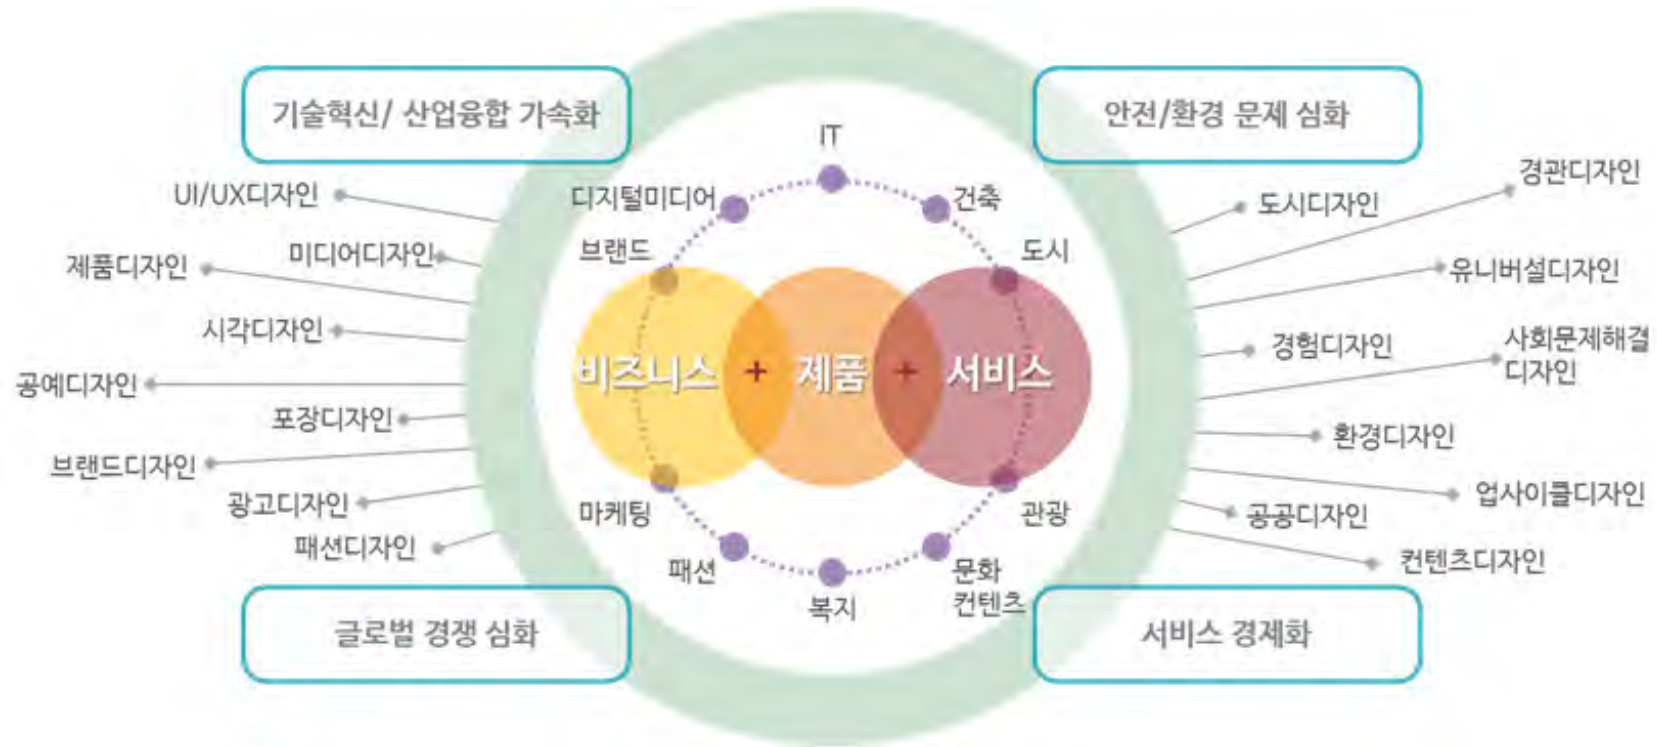 기술혁신/ 산업융합 가속화
안전/환경 문제 심화
IT
디지털미디어
건축
브랜드
도시
UI/UX디자인
미디어디자인
제품디자인
시각디자인
공예디자인
포장디자인
브랜드디자인
광고디자인
패션디자인
비즈니스 + 제품 + 서비스
경관디자인
도시디자인
유니버설디자인
경험디자인
사회문제해결
디자인
환경디자인
업사이클디자인
공공디자인
컨텐츠디자인
마케팅
관광
패션
문화
컨텐츠
복지
글로벌 경쟁 심화
서비스 경제화